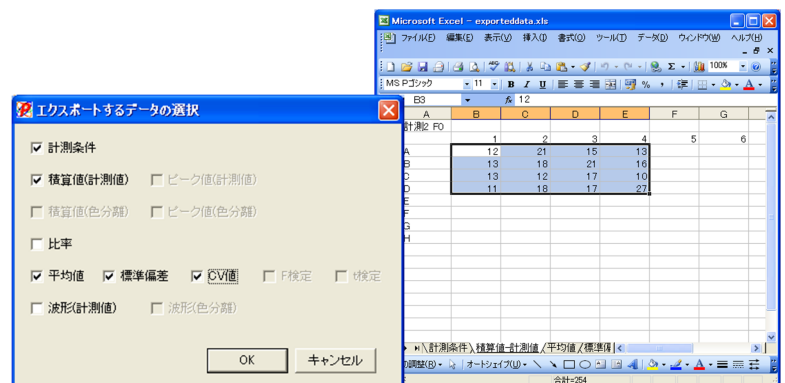 Microsoft Excel - exporteddata.xls
ファイル(F) 編集(E) 表示(V) 挿入(I) 書式(O) ツール(T) データ(D) ウィンドウ(W) ヘルプ(H)
100%
MS Pゴシック 11 B I U
B3 fx 12
A B C D E F G
計測2 F0
1 2 3 4 5 6
A 12 21 15 13
B 13 18 21 16
C 13 12 17 10
D 11 18 17 27
E
F
G
H
計測条件 積算値-計測値 平均値 標準偏
の調整(R) オートシェイプ(U)
合計=254
エクスポートするデータの選択
計測条件
積算値(計測値) ピーク値(計測値)
積算値(色分離) ピーク値(色分離)
比率
平均値 標準偏差 CV値 F検定 t検定
波形(計測値) 波形(色分離)
OK キャンセル